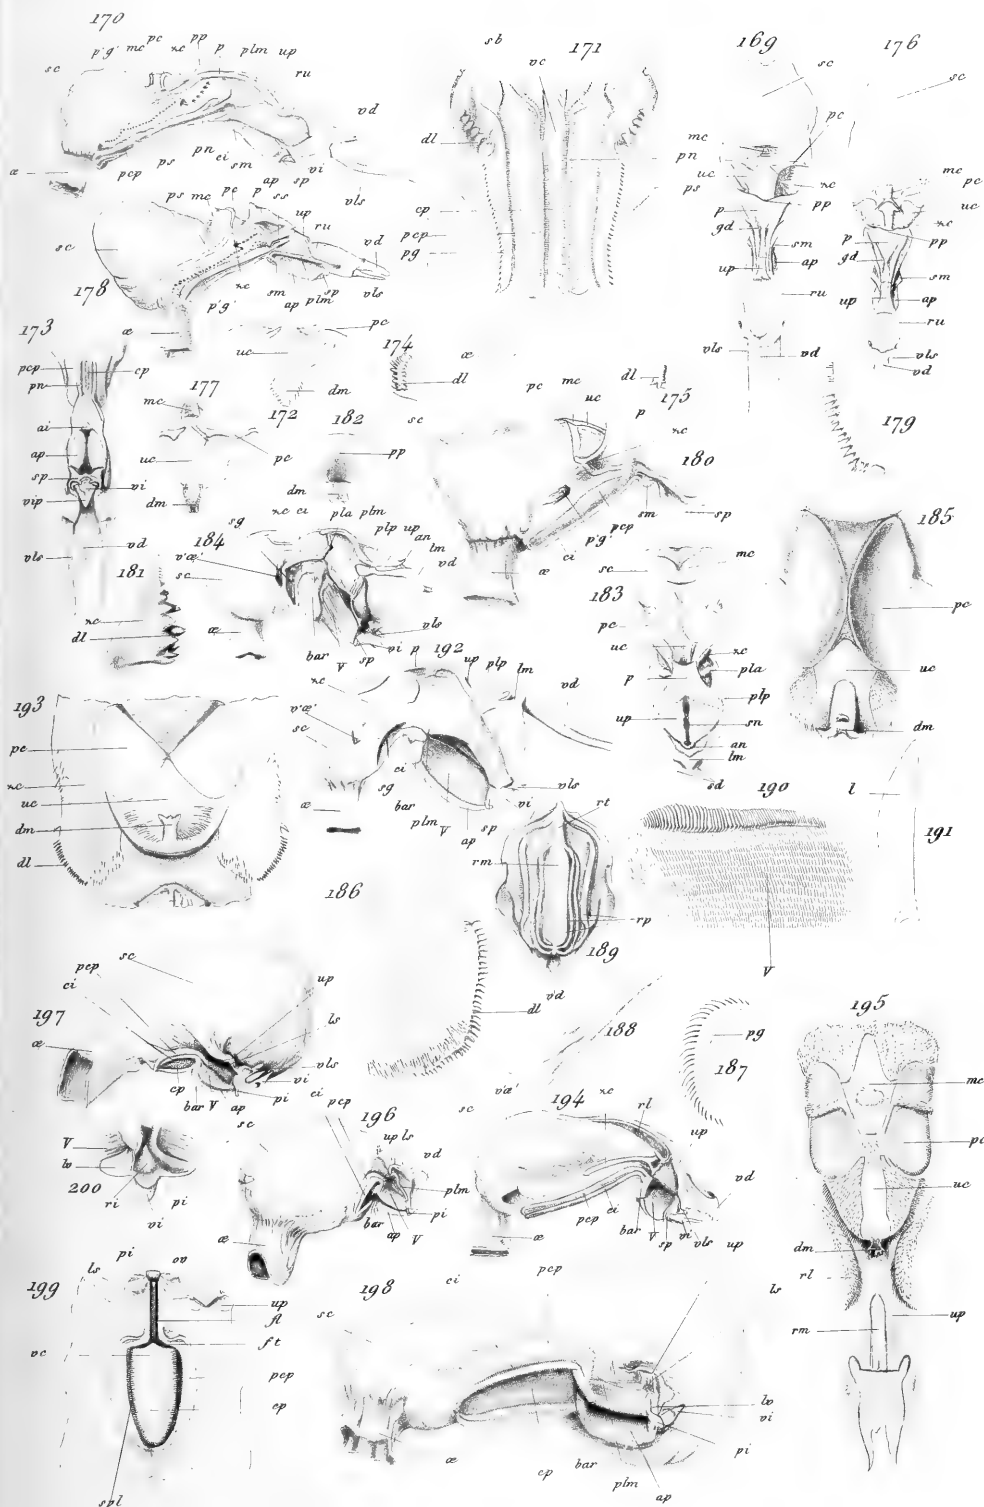 170
p'g' mc pc xc pp p plm up
sc
ru
vd
æ
pcp ps pn ci sm ap sp vi
vls
sb
171
vc
dl
cp
pcp
pg
169
sc
pc
mc
pn
uc
ps
xc
pp
p
gd
sm
up
ap
ru
vls
vd
176
sc
mc
pc
uc
xc
pp
p
gd
sm
up
ap
ru
vls
vd
ps mc pc p ss
up
ru
sc
vd
178
xc
p'g'
sm
ap plm
sp
vls
æ
173
pcp
cp
pn
ai
ap
sp
vi
vip
vls
vd
pc
uc
dm
177
mc
172
uc
pc
dm
174
dl
æ
182
pp
dm
dl
175
sc
pc mc uc
p
xc
180
pcp
sm
sp
p'g'
ci
æ
179
185
pc
uc
dm
181
xc
dl
184
sg
xc ci pla plm
plp up
an
lm
vd
v'æ'
sc
æ
vls
bar V sp vi
sc
mc
183
pc
uc
xc
pla
p
plp
up
sn
an
lm
sd
192
p
up plp lm
xc
vd
v'æ'
sc
ci
sg
bar
plm V ap sp
vi
vls
æ
193
pc
xc
uc
dm
dl
186
dl
rt
rm
rp
189
190
V
l
191
vd
188
pg
187
sc
pcp
ci
up
ls
197
æ
vls
vi
cp
bar V ap
pi
ci
pcp
196
sc
up ls
vd
plm
pi
bar ap V
æ
V
lv
200
ri
vi
pi
v'æ'
sc
194
xc
rl
up
vd
pcp
ci
bar V sp vi vls up
æ
195
mc
pc
uc
dm
rl
up
rm
199
ls
pi
ov
up
fl
ft
vc
pcp
cp
spl
198
ci
pcp
ls
sc
lv
vi
pi
æ
cp
bar
plm
ap